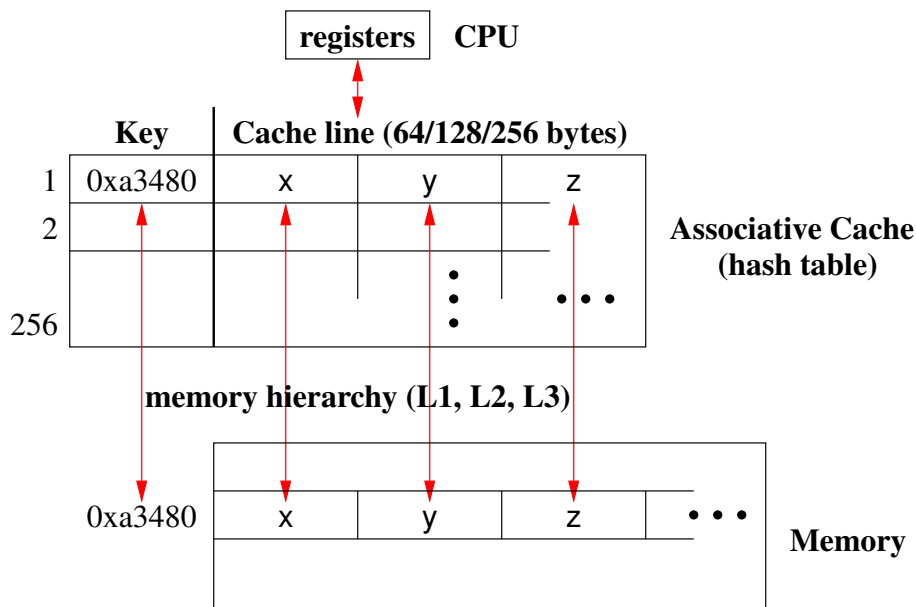 registers CPU
Key Cache line (64/128/256 bytes)
1 0xa3480 x y z
2
Associative Cache
(hash table)
256
memory hierarchy (L1, L2, L3)
0xa3480 x y z
Memory